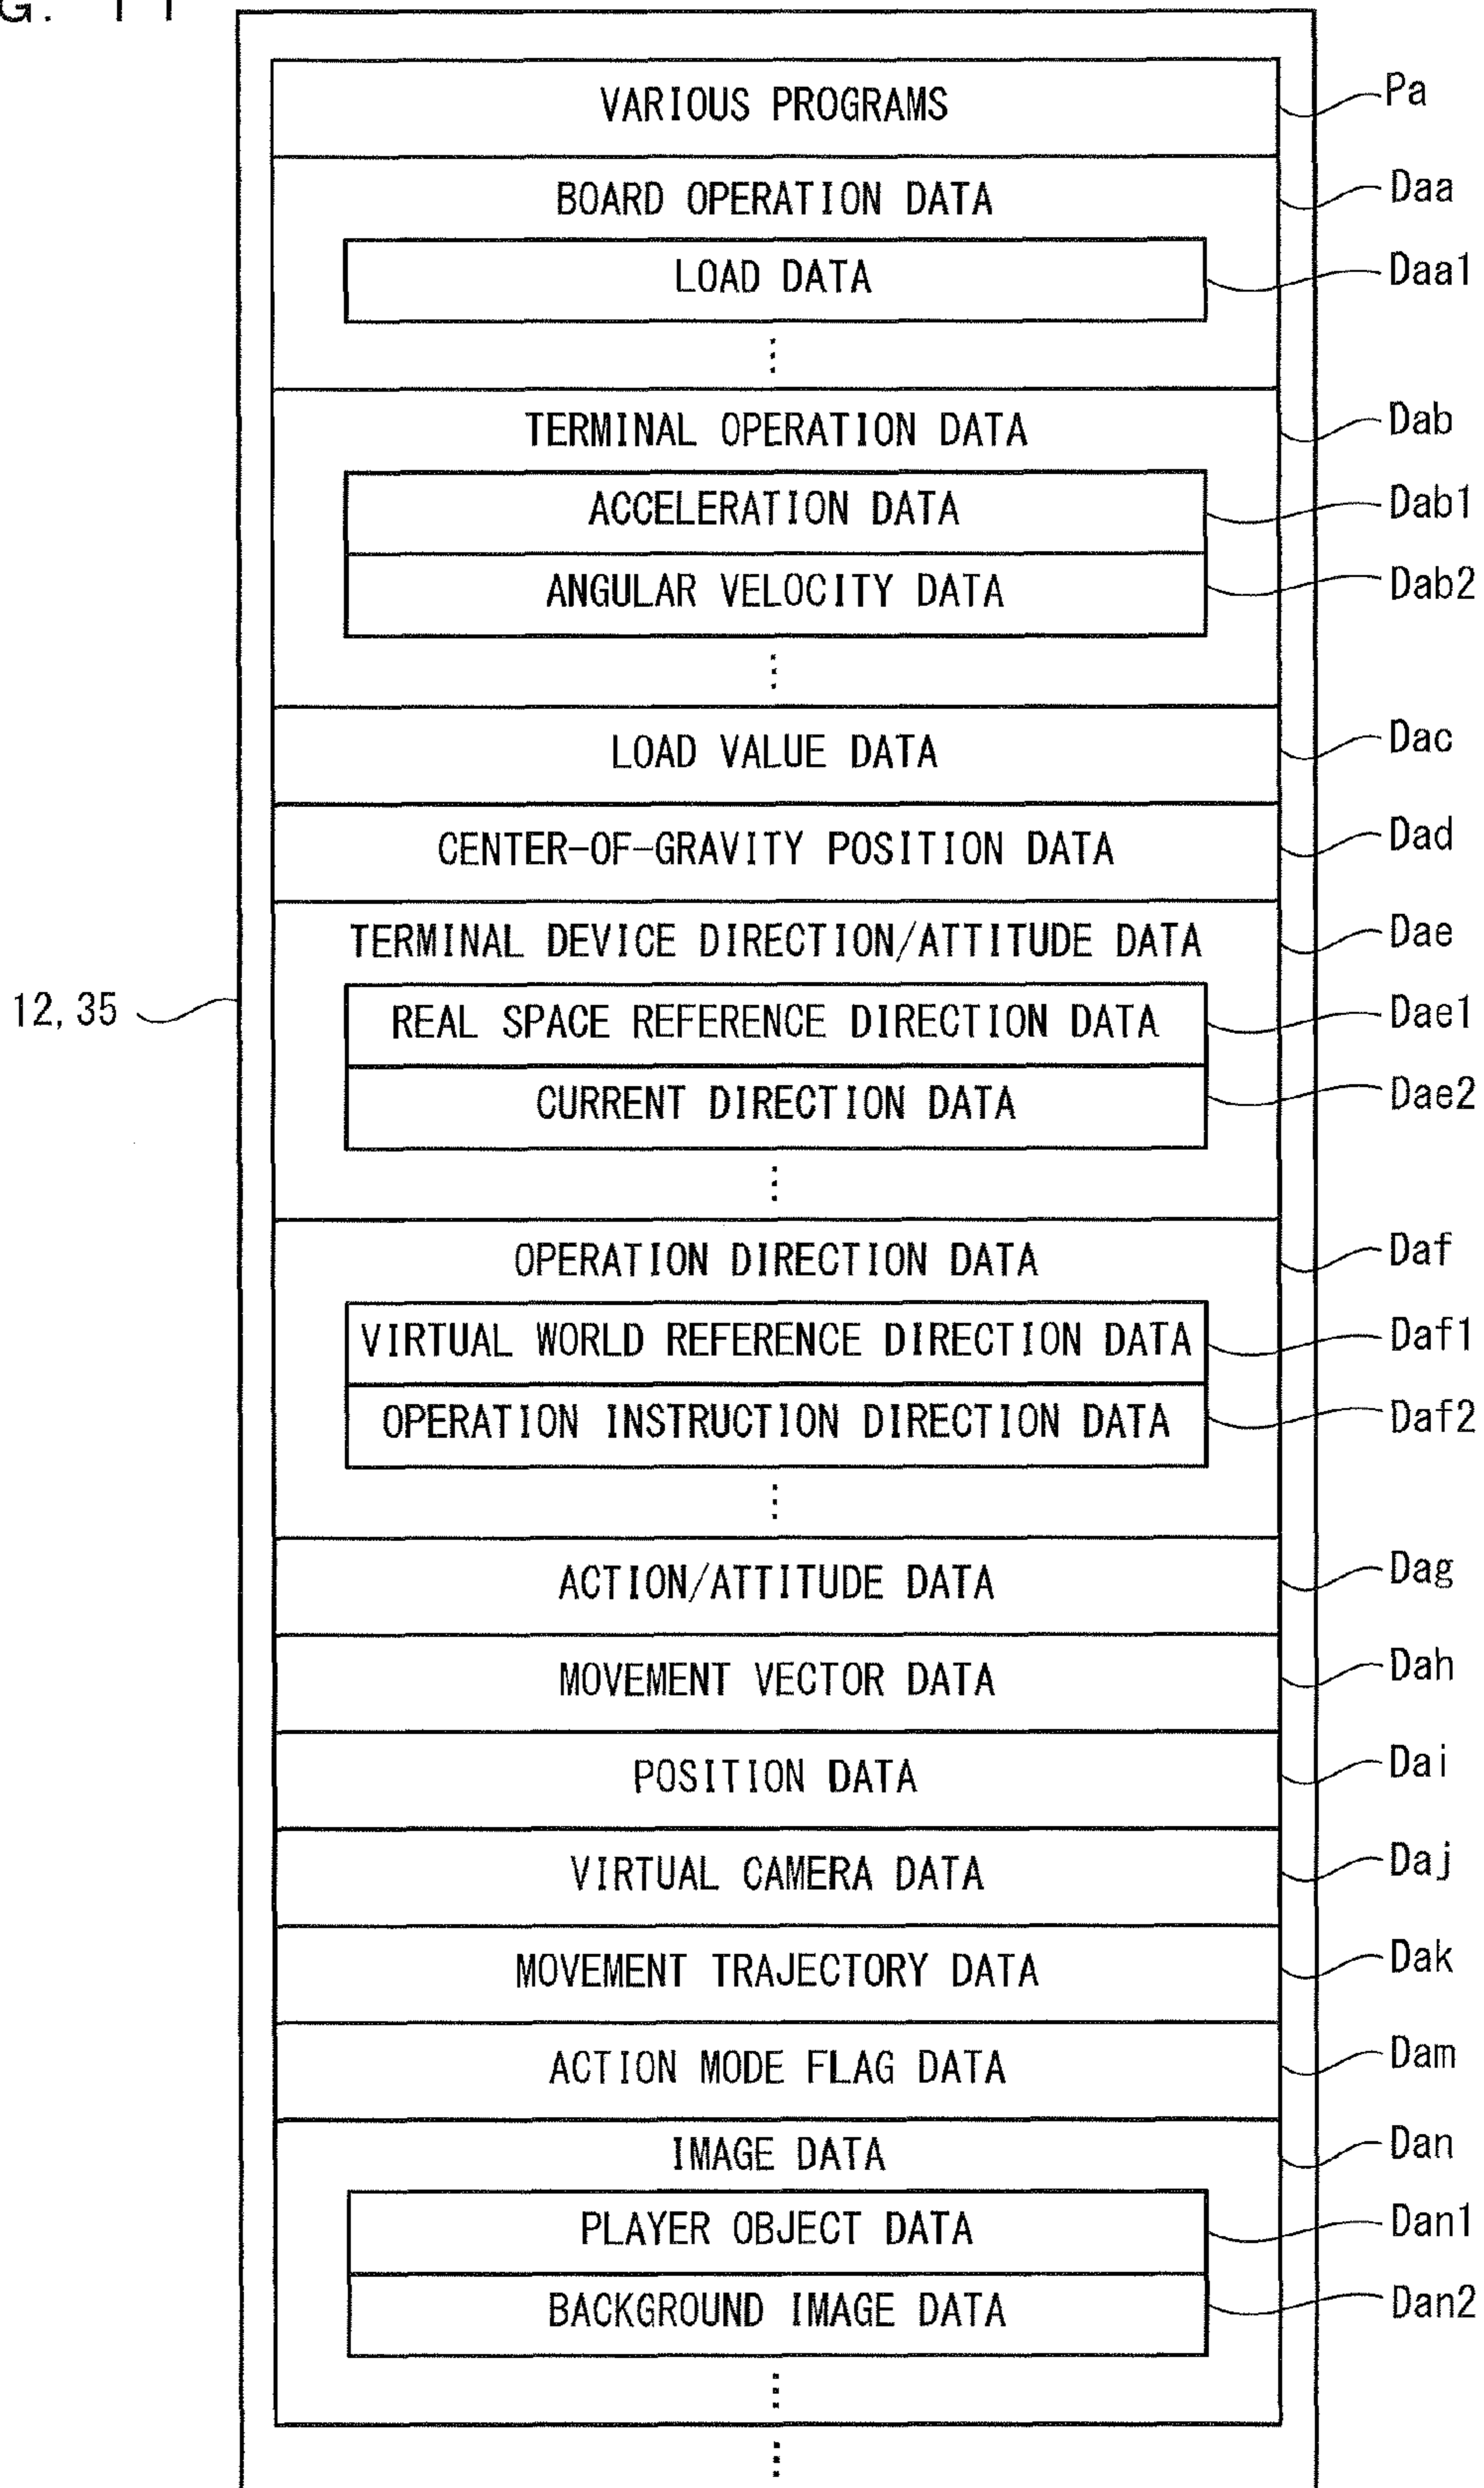 G. 11
VARIOUS PROGRAMS Pa
BOARD OPERATION DATA Daa
LOAD DATA Daa1
TERMINAL OPERATION DATA Dab
ACCELERATION DATA Dab1
ANGULAR VELOCITY DATA Dab2
LOAD VALUE DATA Dac
CENTER-OF-GRAVITY POSITION DATA Dad
TERMINAL DEVICE DIRECTION/ATTITUDE DATA Dae
12,35 REAL SPACE REFERENCE DIRECTION DATA Dae1
CURRENT DIRECTION DATA Dae2
OPERATION DIRECTION DATA Daf
VIRTUAL WORLD REFERENCE DIRECTION DATA Daf1
OPERATION INSTRUCTION DIRECTION DATA Daf2
ACTION/ATTITUDE DATA Dag
MOVEMENT VECTOR DATA Dah
POSITION DATA Dai
VIRTUAL CAMERA DATA Daj
MOVEMENT TRAJECTORY DATA Dak
ACTION MODE FLAG DATA Dam
IMAGE DATA Dan
PLAYER OBJECT DATA Dan1
BACKGROUND IMAGE DATA Dan2